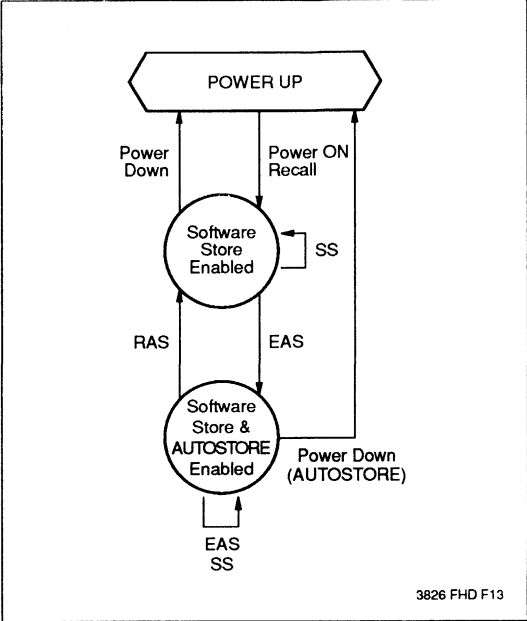 POWER UP
Power
Down
Power ON
Recall
Software
Store
Enabled
SS
RAS
EAS
Software
Store &
AUTOSTORE
Enabled
Power Down
(AUTOSTORE)
EAS
SS
3826 FHD F13